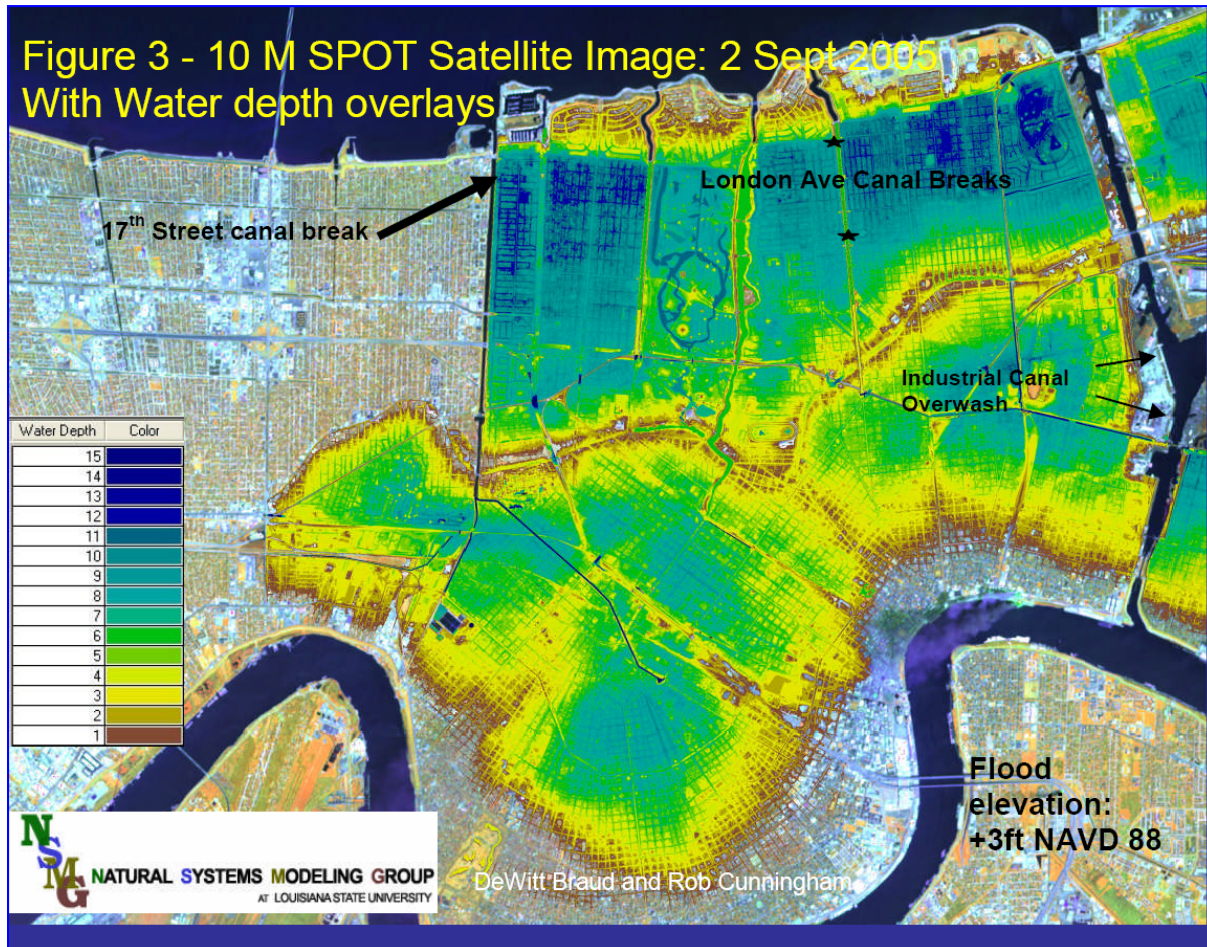 Figure 3 - 10 M SPOT Satellite Image: 2 Sept 2005
With Water depth overlays
London Ave Canal Breaks
17th Street canal break
Industrial Canal
Overwash
Water Depth Color
15
14
13
12
11
10
9
8
7
6
5
4
3
2
1
Flood
elevation:
+3ft NAVD 88
NSMG
NATURAL SYSTEMS MODELING GROUP
AT LOUISIANA STATE UNIVERSITY
DeWitt Braud and Rob Cunningham